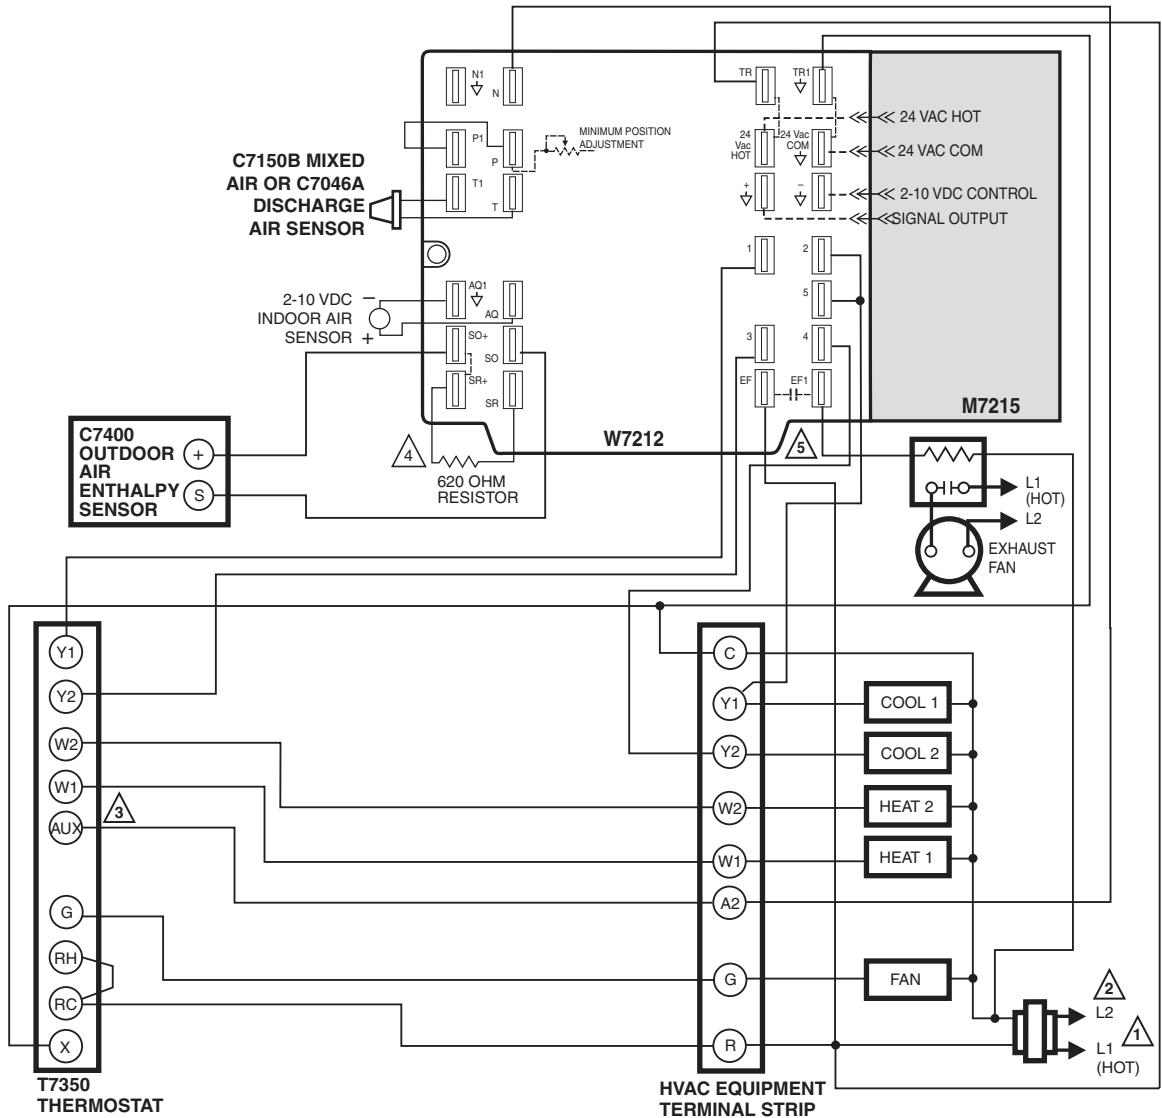 N1
N
TR
TR1
24 VAC HOT
P1
P
MINIMUM POSITION
ADJUSTMENT
24
Vac
HOT
24 Vac
COM
24 VAC COM
C7150B MIXED
AIR OR C7046A
DISCHARGE
AIR SENSOR
T1
T
+
–
2-10 VDC CONTROL
SIGNAL OUTPUT
1
2
2-10 VDC
INDOOR AIR
SENSOR
–
+
AQ1
AQ
5
SO+
SO
3
4
SR+
SR
EF
EF1
M7215
W7212
C7400
OUTDOOR
AIR
ENTHALPY
SENSOR
+
S
4
620 OHM
RESISTOR
5
L1
(HOT)
L2
EXHAUST
FAN
Y1
Y2
W2
W1
AUX
3
G
RH
RC
X
T7350
THERMOSTAT
C
Y1
Y2
W2
W1
A2
G
R
HVAC EQUIPMENT
TERMINAL STRIP
COOL 1
COOL 2
HEAT 2
HEAT 1
FAN
2
L2
1
L1
(HOT)